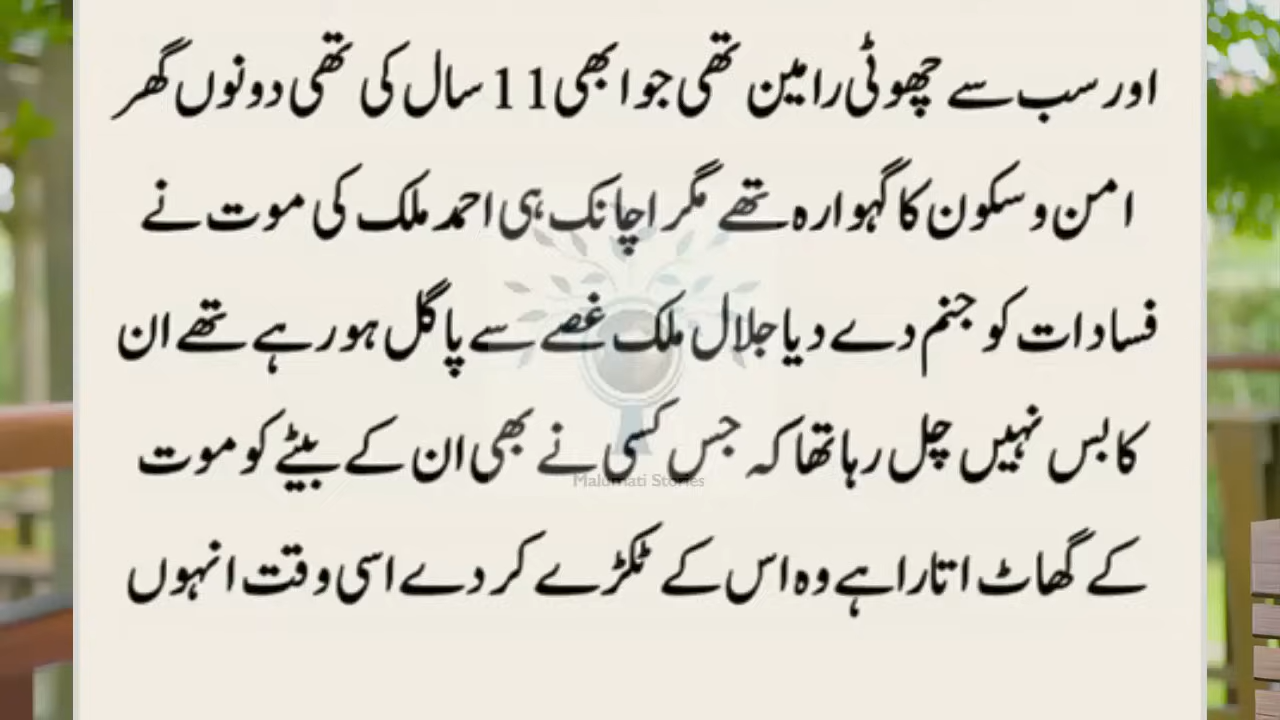 اور سب سے چھوٹی رامین تھی جو ابھی 11 سال کی تھی دونوں گھر
امن و سکون کا گہوارہ تھے مگر اچانک ہی احمد ملک کی موت نے
فسادات کو جنم دے دیا جلال ملک غصے سے پاگل ہو رہے تھے ان
کا بس نہیں چل رہا تھا کہ جس کسی نے بھی ان کے بیٹے کو موت
Malumati Stories
کے گھاٹ اتارا ہے وہ اس کے ٹکڑے کر دے اسی وقت انہوں